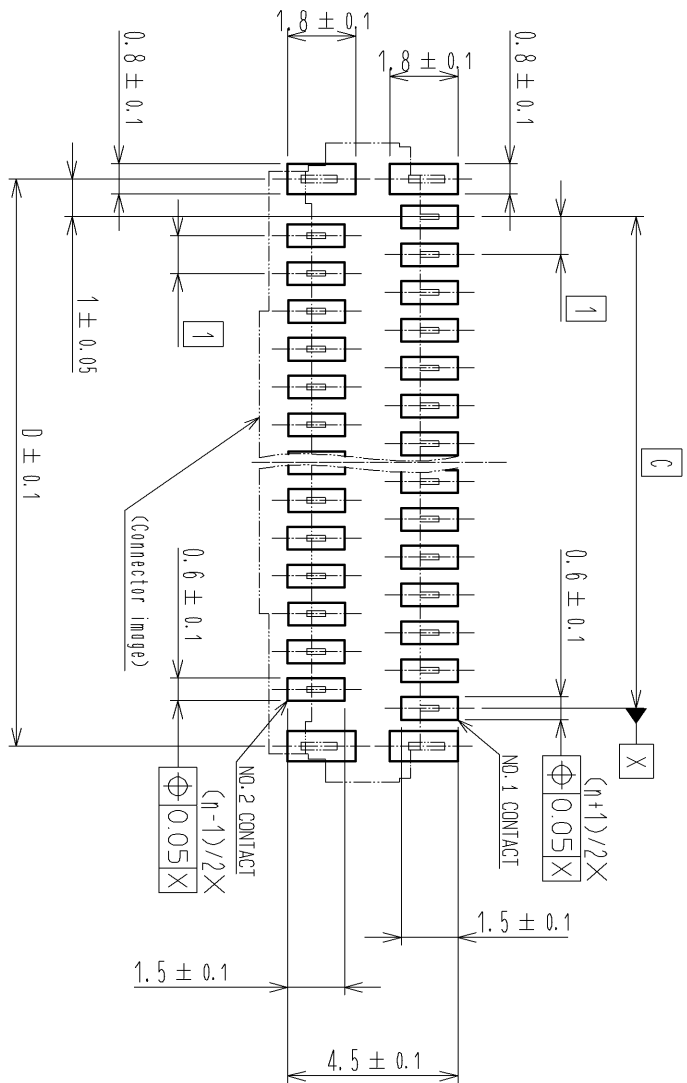 1.8 ± 0.1
1.8 ± 0.1
0.8 ± 0.1
0.8 ± 0.1
1
1
1 ± 0.05
C
D ± 0.1
(Connector image)
0.6 ± 0.1
0.6 ± 0.1
X
NO.1 CONTACT
NO.2 CONTACT
(n+1)/2X
⌖ 0.05 X
(n-1)/2X
⌖ 0.05 X
1.5 ± 0.1
1.5 ± 0.1
4.5 ± 0.1